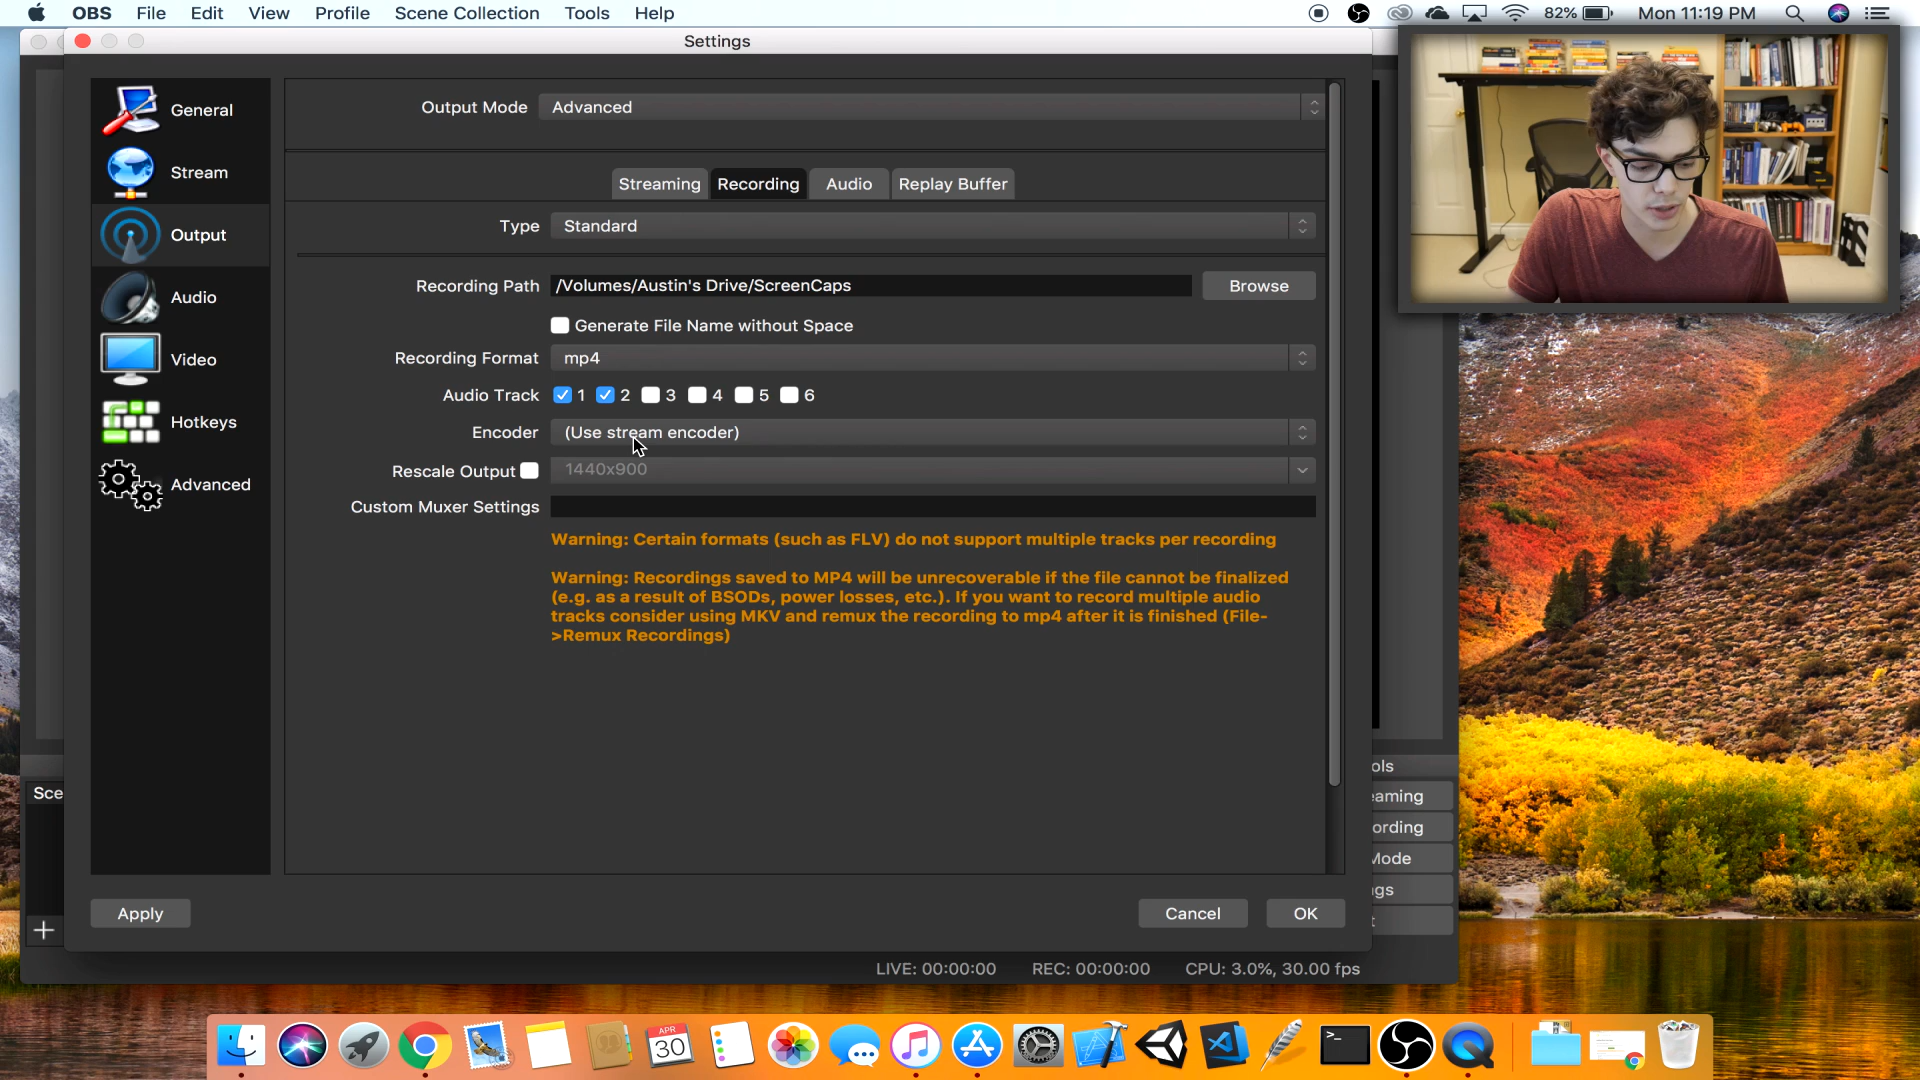 OBS File Edit View Profile Scene Collection Tools Help 82% Mon 11:19 PM
Settings
General
Stream
Output
Audio
Video
Hotkeys
Advanced
Output Mode Advanced
Streaming Recording Audio Replay Buffer
Type Standard
Recording Path /Volumes/Austin's Drive/ScreenCaps Browse
Generate File Name without Space
Recording Format mp4
Audio Track 1 2 3 4 5 6
Encoder (Use stream encoder)
Rescale Output 1440x900
Custom Muxer Settings
Warning: Certain formats (such as FLV) do not support multiple tracks per recording
Warning: Recordings saved to MP4 will be unrecoverable if the file cannot be finalized
(e.g. as a result of BSODs, power losses, etc.). If you want to record multiple audio
tracks consider using MKV and remux the recording to mp4 after it is finished (File-
>Remux Recordings)
Apply Cancel OK
Sce
ols
eaming
ording
Mode
gs
t
LIVE: 00:00:00 REC: 00:00:00 CPU: 3.0%, 30.00 fps
APR
30